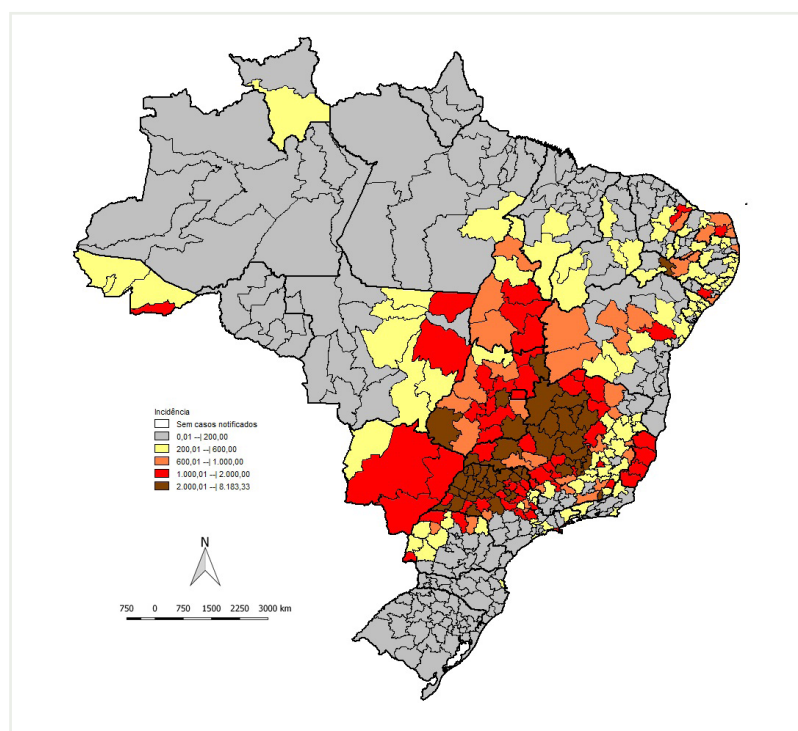 Incidência
Sem casos notificados
0,01 --| 200,00
200,01 --| 600,00
600,01 --| 1.000,00
1.000,01 --| 2.000,00
2.000,01 --| 8.183,33
N
750 0 750 1500 2250 3000 km